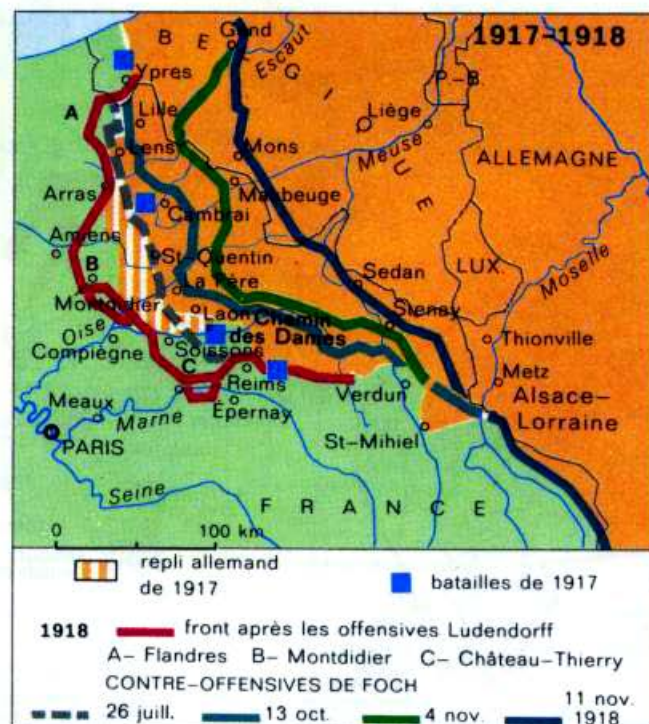 1917-1918
BELGIQUE
Gand
Escaut
Ypres
P-B
A
Lille
Liège
Lens
Mons
Meuse
ALLEMAGNE
Arras
Maubeuge
Cambrai
Amiens
St-Quentin
B
La Fère
Sedan
LUX.
Moselle
Montdidier
Laon
Chemin
des Dames
Stenay
Oise
Thionville
Compiègne
Soissons
C
Reims
Verdun
Metz
Meaux
Marne
Épernay
Alsace-
Lorraine
PARIS
St-Mihiel
Seine
FRANCE
0 100 km
repli allemand
de 1917
batailles de 1917
1918 front après les offensives Ludendorff
A- Flandres B- Montdidier C- Château-Thierry
CONTRE-OFFENSIVES DE FOCH
26 juill. 13 oct. 4 nov. 11 nov.
1918